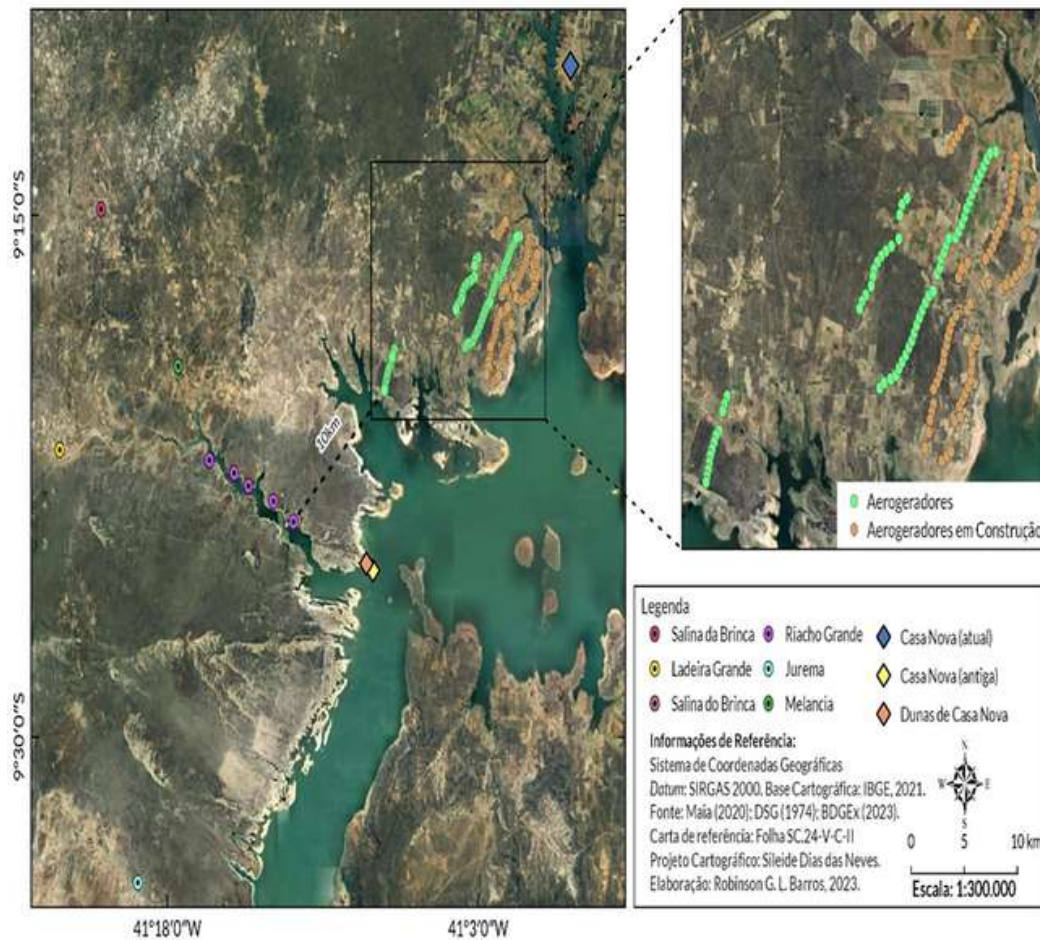 9°15'0"S
9°30'0"S
41°18'0"W
41°3'0"W
10km
Aerogeradores
Aerogeradores em Construção
Legenda
Salina da Brinca
Riacho Grande
Casa Nova (atual)
Ladeira Grande
Jurema
Casa Nova (antiga)
Salina do Brinca
Melancia
Dunas de Casa Nova
Informações de Referência:
Sistema de Coordenadas Geográficas
Datum: SIRGAS 2000. Base Cartográfica: IBGE, 2021.
Fonte: Maia (2020); DSG (1974); BDGEx (2023).
Carta de referência: Folha SC.24-V-C-II
Projeto Cartográfico: Sileide Dias das Neves.
Elaboração: Robinson G. L. Barros, 2023.
N
W
E
S
0 5 10 km
Escala: 1:300.000